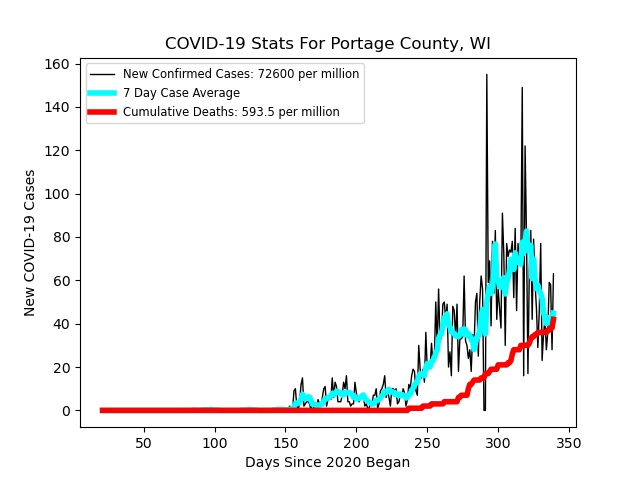 COVID-19 Stats For Portage County, WI
New Confirmed Cases: 72600 per million
7 Day Case Average
Cumulative Deaths: 593.5 per million
New COVID-19 Cases
160
140
120
100
80
60
40
20
0
50
100
150
200
250
300
350
Days Since 2020 Began